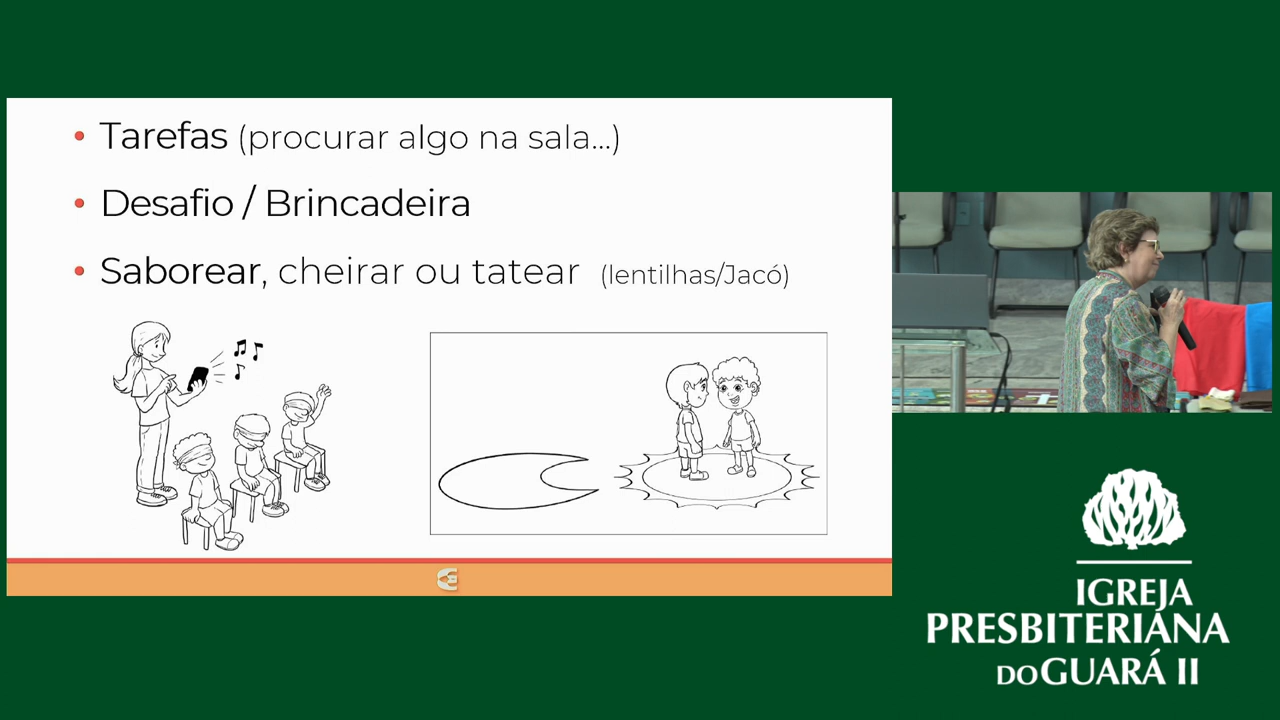 • Tarefas (procurar algo na sala...)
• Desafio / Brincadeira
• Saborear, cheirar ou tatear (lentilhas/Jacó)
IGREJA
PRESBITERIANA
DO GUARÁ II